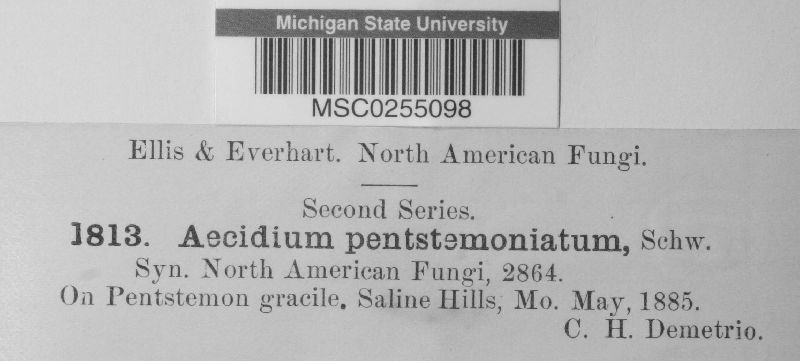 Michigan State University
MSC0255098
Ellis & Everhart. North American Fungi.
Second Series.
1813. Aecidium pentstemoniatum, Schw.
Syn. North American Fungi, 2864.
On Pentstemon gracile. Saline Hills, Mo. May, 1885.
C. H. Demetrio.